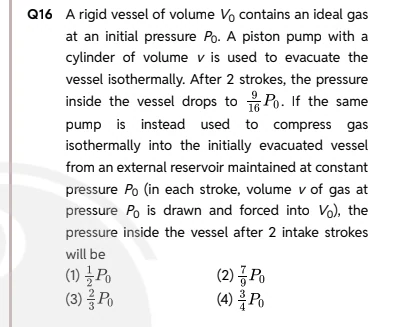 Q16 A rigid vessel of volume V₀ contains an ideal gas
at an initial pressure P₀. A piston pump with a
cylinder of volume v is used to evacuate the
vessel isothermally. After 2 strokes, the pressure
inside the vessel drops to 9/16 P₀. If the same
pump is instead used to compress gas
isothermally into the initially evacuated vessel
from an external reservoir maintained at constant
pressure P₀ (in each stroke, volume v of gas at
pressure P₀ is drawn and forced into V₀), the
pressure inside the vessel after 2 intake strokes
will be
(1) 1/2 P₀ (2) 7/9 P₀
(3) 2/3 P₀ (4) 3/4 P₀